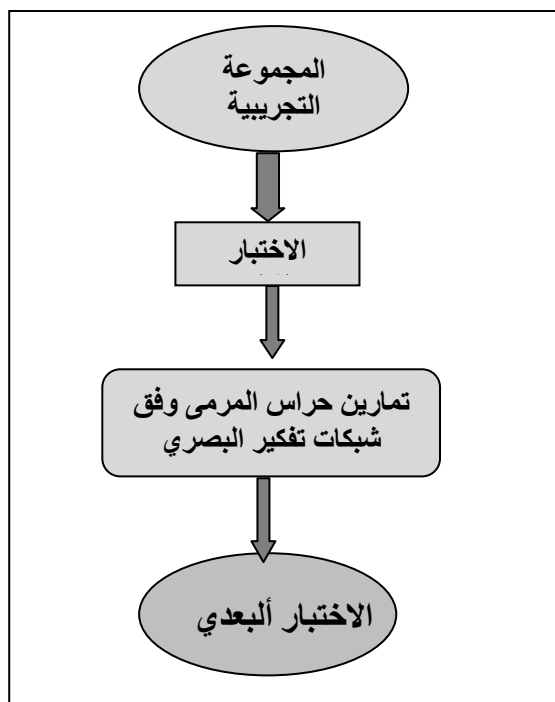 المجموعة
التجريبية
الاختبار
تمارين حراس المرمى وفق
شبكات تفكير البصري
الاختبار ألبعدي